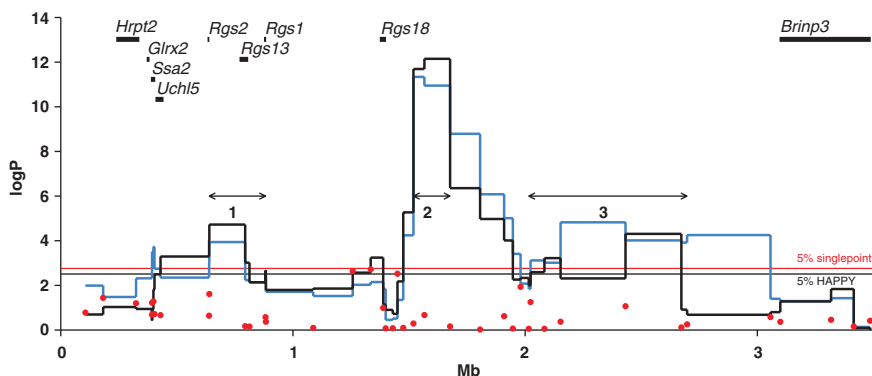 14
12
10
8
6
4
2
0
logP
Hrpt2
Glrx2
Ssa2
Uchl5
Rgs2
Rgs1
Rgs13
Rgs18
Brinp3
1
2
3
5% singlepoint
5% HAPPY
0 1 2 3
Mb